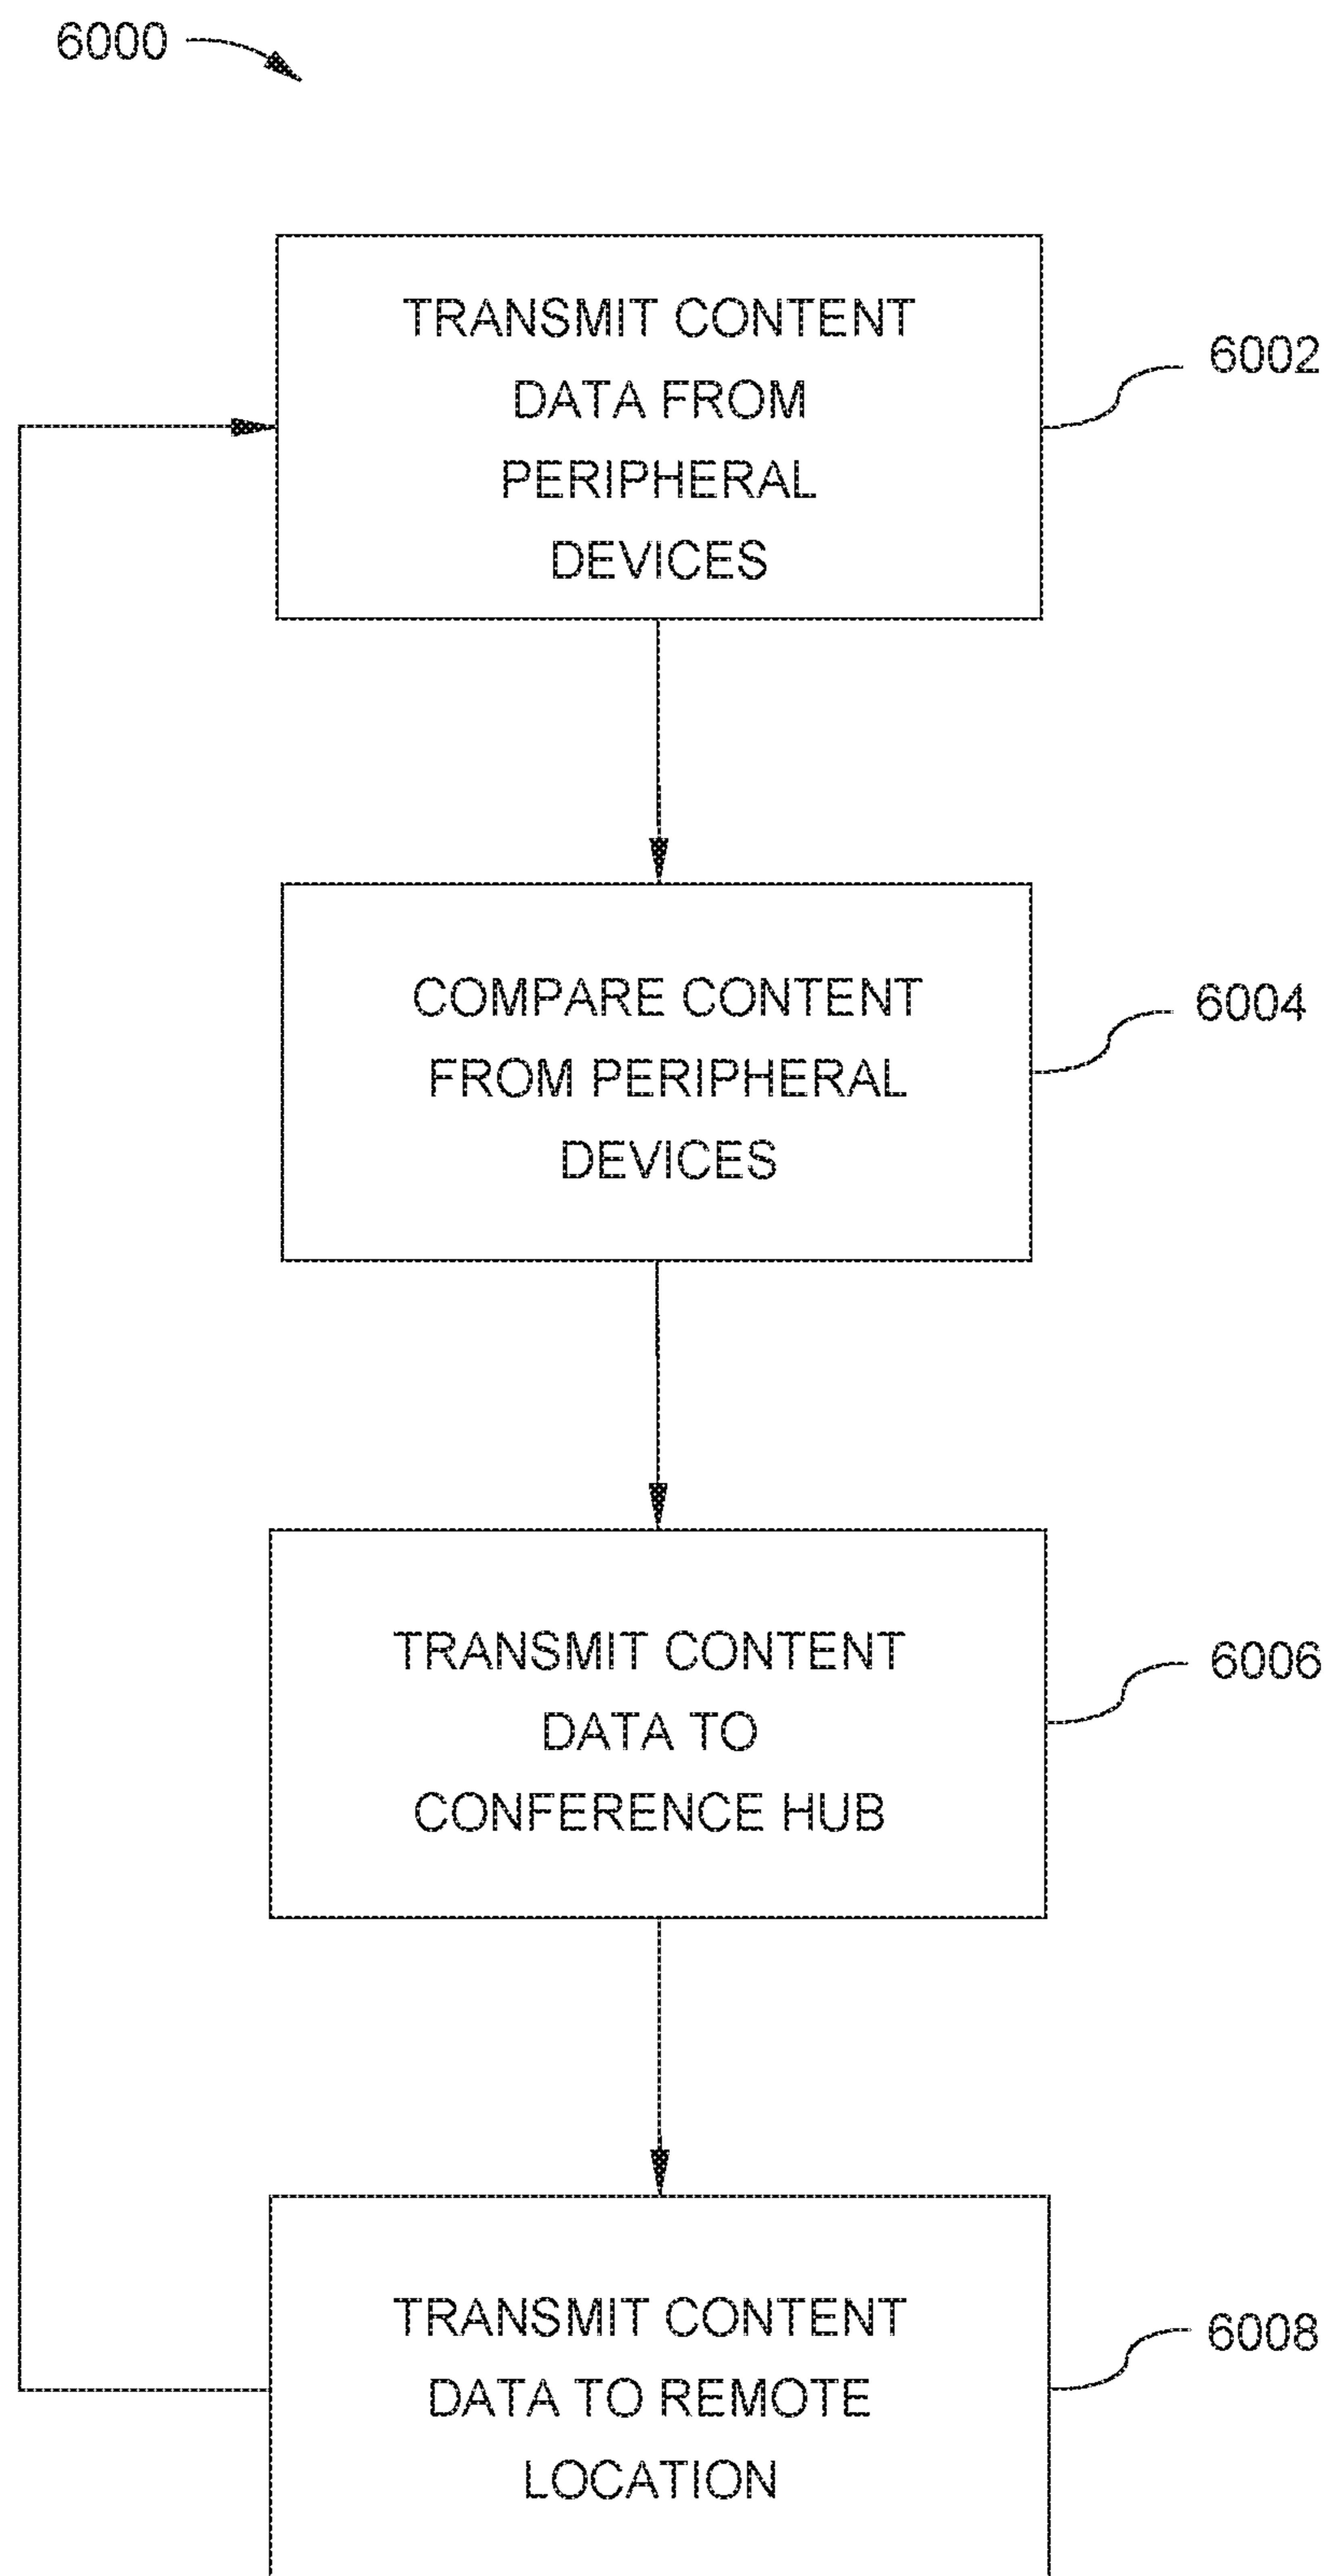 6000
TRANSMIT CONTENT
DATA FROM
PERIPHERAL
DEVICES
6002
COMPARE CONTENT
FROM PERIPHERAL
DEVICES
6004
TRANSMIT CONTENT
DATA TO
CONFERENCE HUB
6006
TRANSMIT CONTENT
DATA TO REMOTE
LOCATION
6008